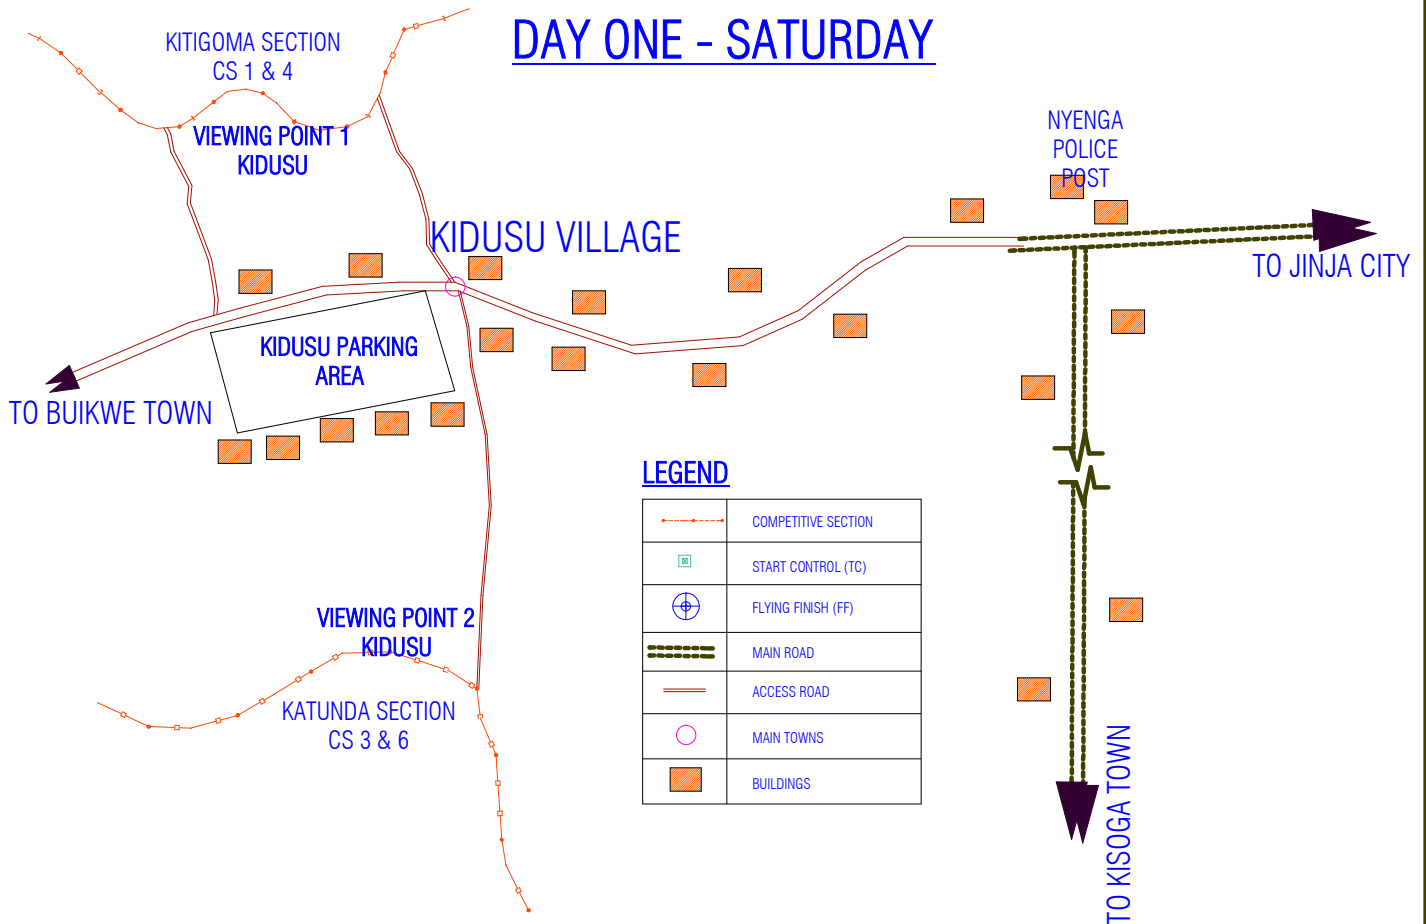 DAY ONE - SATURDAY
KITIGOMA SECTION
CS 1 & 4
VIEWING POINT 1
KIDUSU
NYENGA
POLICE
POST
KIDUSU VILLAGE
TO JINJA CITY
KIDUSU PARKING
AREA
TO BUIKWE TOWN
LEGEND
COMPETITIVE SECTION
START CONTROL (TC)
FLYING FINISH (FF)
MAIN ROAD
ACCESS ROAD
MAIN TOWNS
BUILDINGS
VIEWING POINT 2
KIDUSU
KATUNDA SECTION
CS 3 & 6
TO KISOGA TOWN